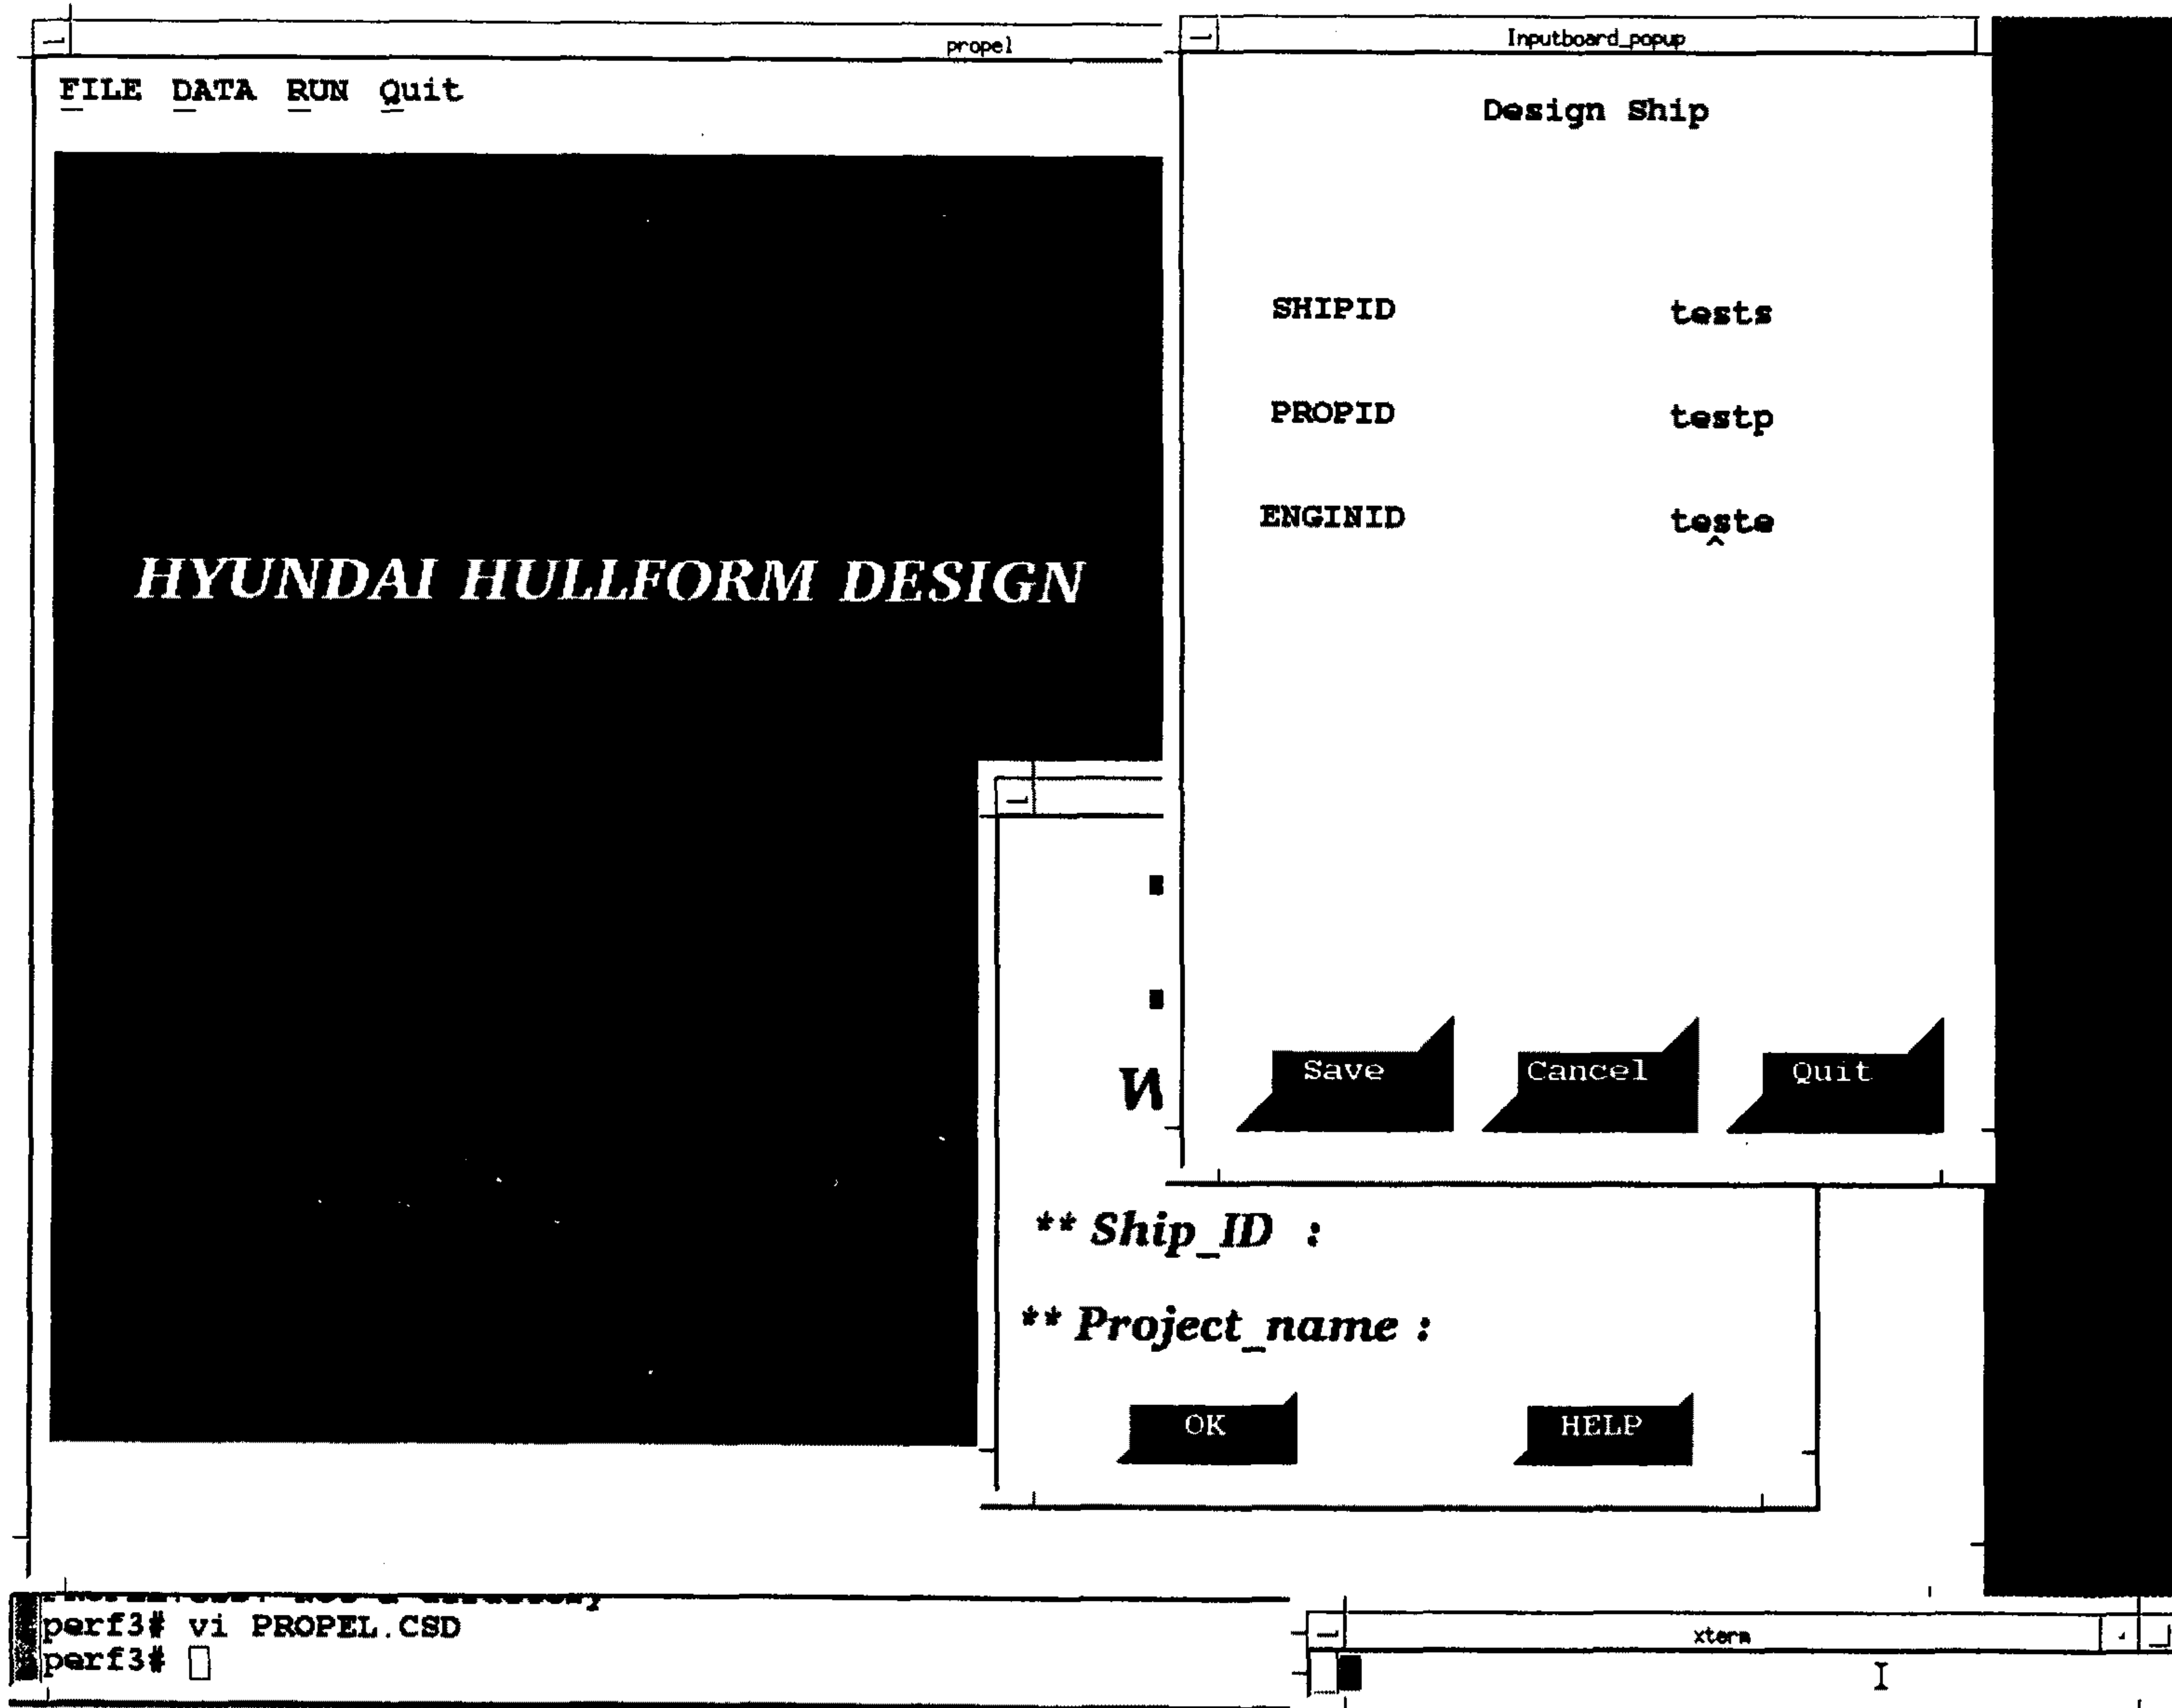 propel
FILE DATA RUN Quit
HYUNDAI HULLFORM DESIGN
Inputboard_popup
Design Ship
SHIPID tests
PROPID testp
ENGINID teste
Save Cancel Quit
** Ship_ID :
** Project_name :
OK HELP
perf3# vi PROPEL.CSD
perf3#
xterm